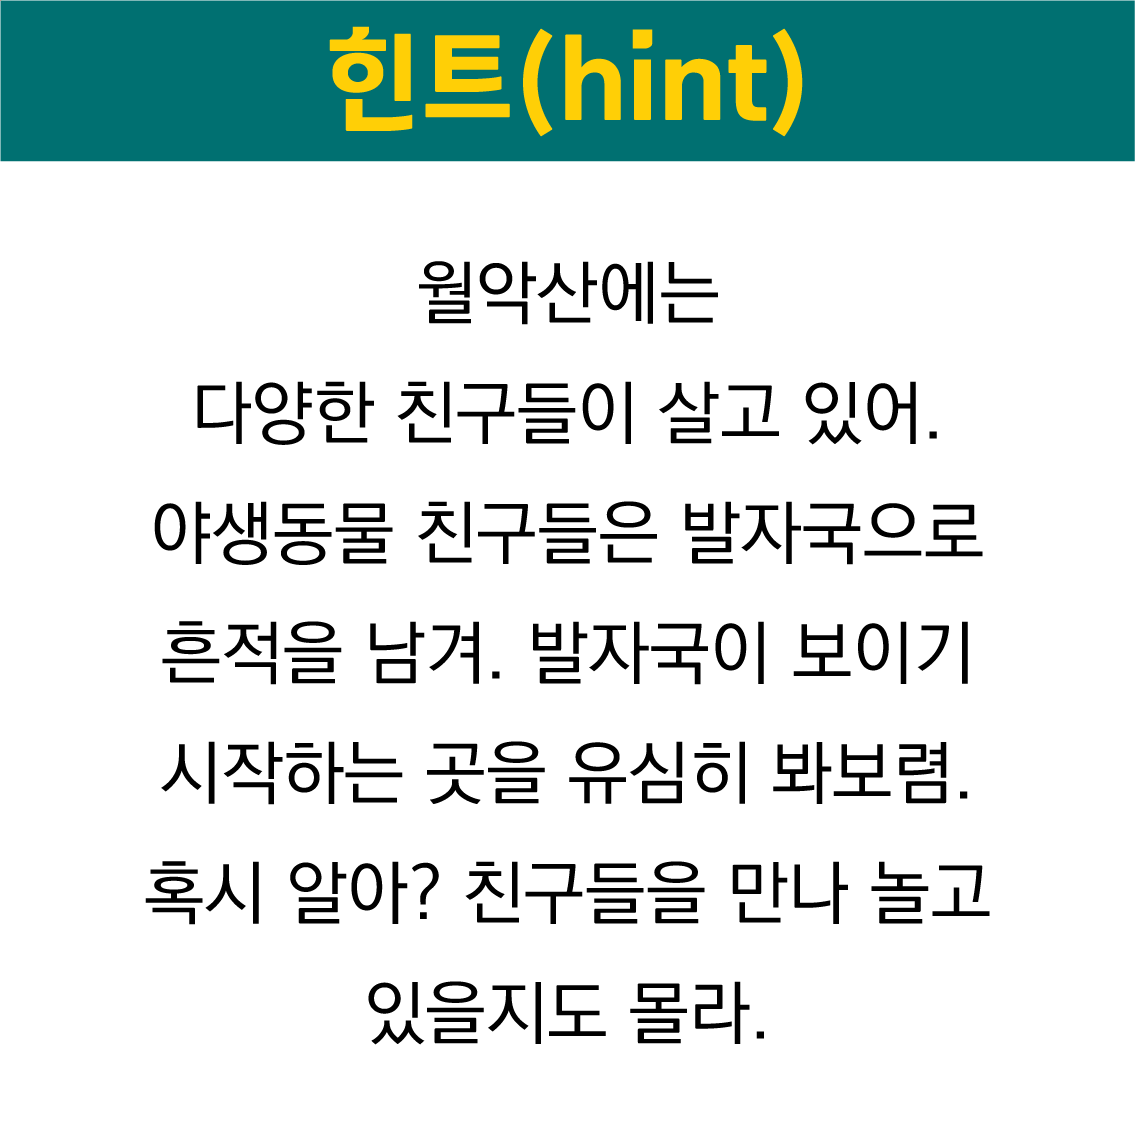 힌트(hint)
월악산에는
다양한 친구들이 살고 있어.
야생동물 친구들은 발자국으로
흔적을 남겨. 발자국이 보이기
시작하는 곳을 유심히 봐보렴.
혹시 알아? 친구들을 만나 놀고
있을지도 몰라.